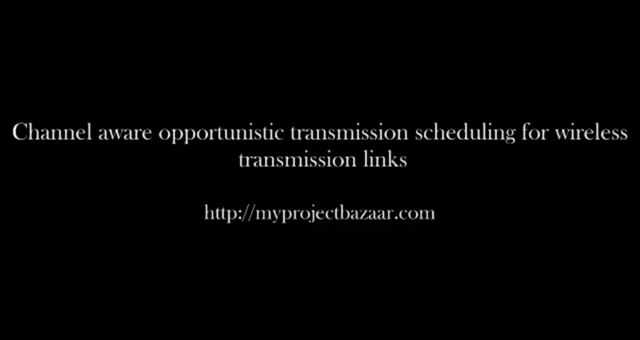 Channel aware opportunistic transmission scheduling for wireless
transmission links
http://myprojectbazaar.com